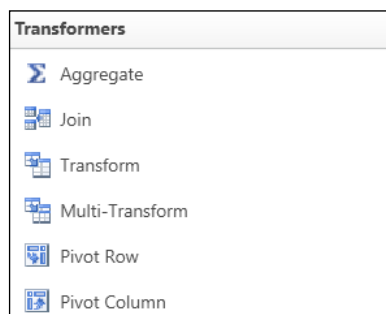 Transformers
Aggregate
Join
Transform
Multi-Transform
Pivot Row
Pivot Column